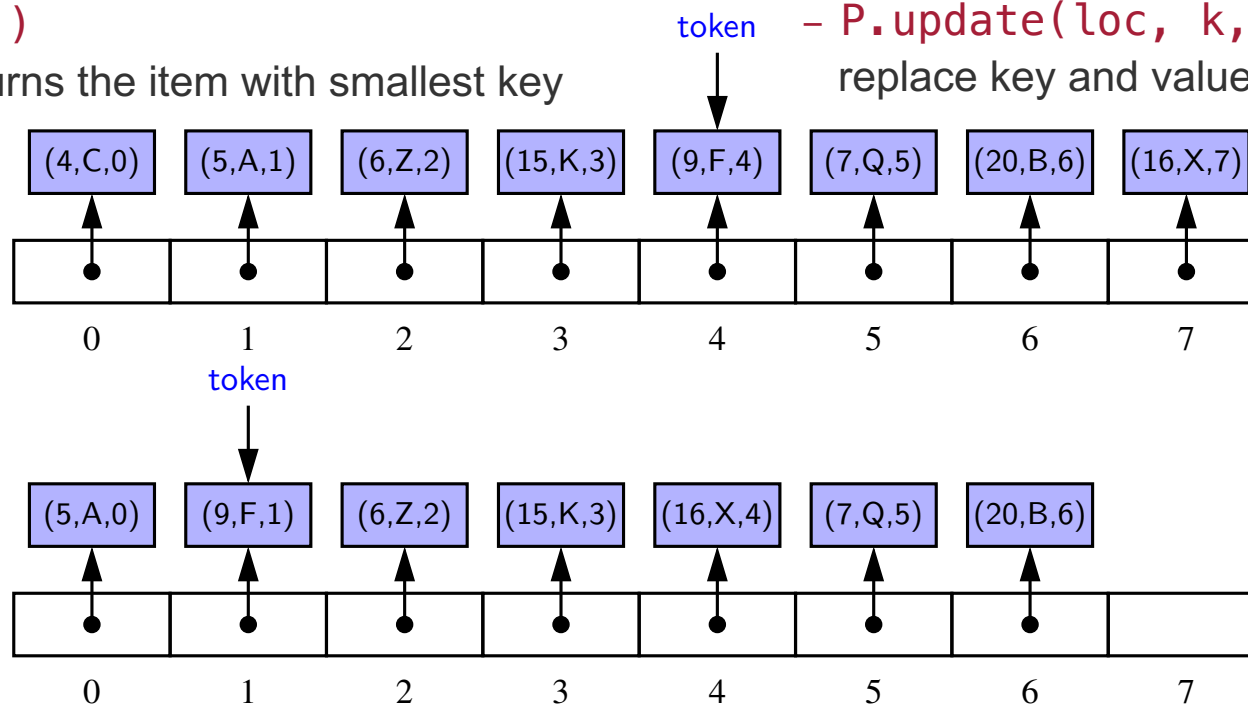 )
token
– P.update(loc, k,
urns the item with smallest key
replace key and value
(4,C,0) (5,A,1) (6,Z,2) (15,K,3) (9,F,4) (7,Q,5) (20,B,6) (16,X,7)
0 1 2 3 4 5 6 7
token
(5,A,0) (9,F,1) (6,Z,2) (15,K,3) (16,X,4) (7,Q,5) (20,B,6)
0 1 2 3 4 5 6 7